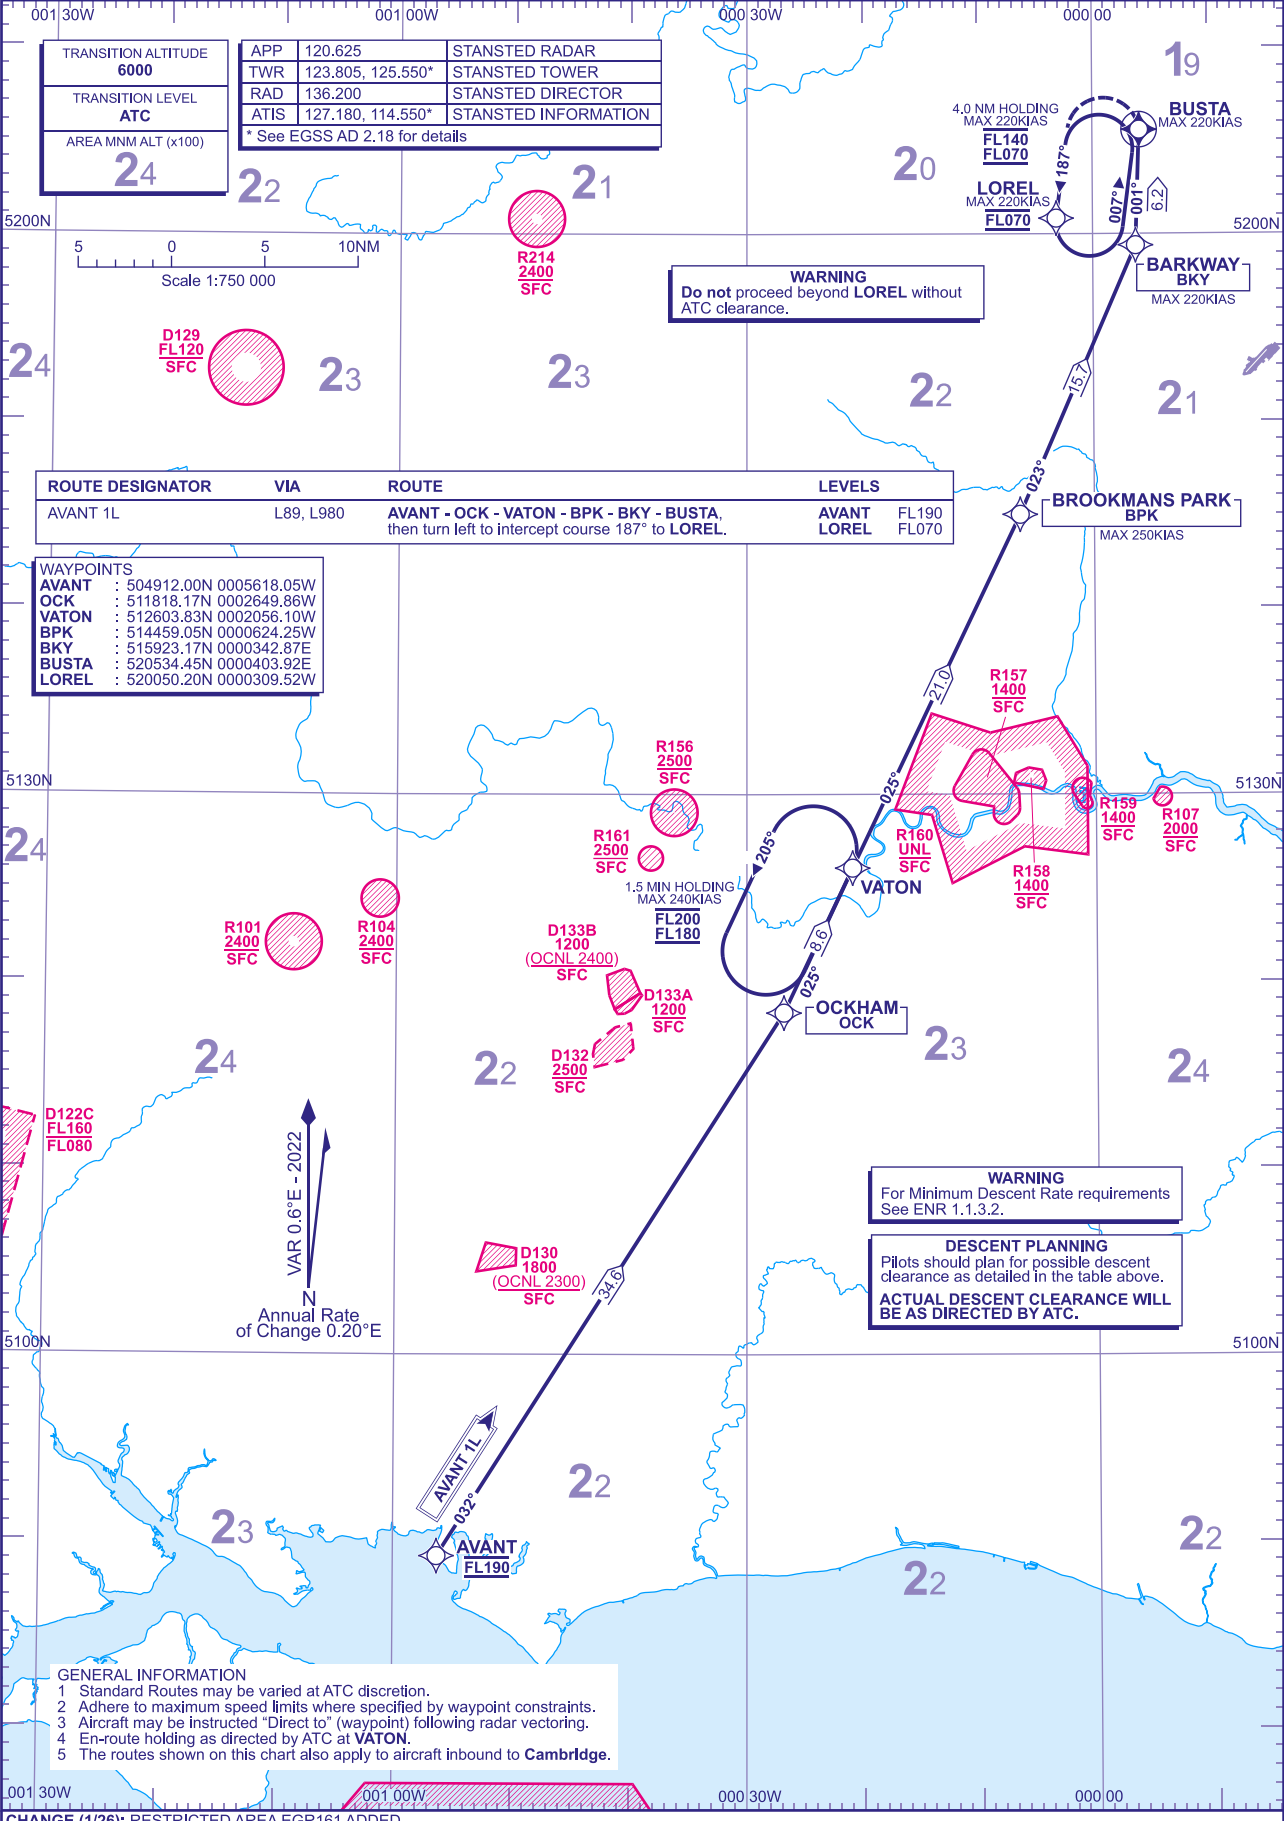 001 30W
001 00W
000 30W
000 00
TRANSITION ALTITUDE
6000
TRANSITION LEVEL
ATC
AREA MNM ALT (x100)
24
APP 120.625 STANSTED RADAR
TWR 123.805, 125.550* STANSTED TOWER
RAD 136.200 STANSTED DIRECTOR
ATIS 127.180, 114.550* STANSTED INFORMATION
* See EGSS AD 2.18 for details
19
4.0 NM HOLDING
MAX 220KIAS
FL140
FL070
BUSTA
MAX 220KIAS
187°
007°
001°
6.2
LOREL
MAX 220KIAS
FL070
22
21
20
5200N
5200N
5 0 5 10NM
Scale 1:750 000
R214
2400
SFC
WARNING
Do not proceed beyond LOREL without
ATC clearance.
BARKWAY
BKY
MAX 220KIAS
D129
FL120
SFC
24
23
23
22
21
15.7
023°
ROUTE DESIGNATOR VIA ROUTE LEVELS
AVANT 1L L89, L980 AVANT - OCK - VATON - BPK - BKY - BUSTA, AVANT FL190
then turn left to intercept course 187° to LOREL. LOREL FL070
BROOKMANS PARK
BPK
MAX 250KIAS
WAYPOINTS
AVANT : 504912.00N 0005618.05W
OCK : 511818.17N 0002649.86W
VATON : 512603.83N 0002056.10W
BPK : 514459.05N 0000624.25W
BKY : 515923.17N 0000342.87E
BUSTA : 520534.45N 0000403.92E
LOREL : 520050.20N 0000309.52W
21.0
025°
R157
1400
SFC
R156
2500
SFC
5130N
5130N
R161
2500
SFC
R160
UNL
SFC
R159
1400
SFC
R107
2000
SFC
R158
1400
SFC
24
205°
1.5 MIN HOLDING
MAX 240KIAS
FL200
FL180
VATON
8.6
025°
R101
2400
SFC
R104
2400
SFC
D133B
1200
(OCNL 2400)
SFC
D133A
1200
SFC
D132
2500
SFC
OCKHAM
OCK
24
22
23
24
D122C
FL160
FL080
VAR 0.6°E - 2022
N
Annual Rate
of Change 0.20°E
D130
1800
(OCNL 2300)
SFC
34.6
WARNING
For Minimum Descent Rate requirements
See ENR 1.1.3.2.
DESCENT PLANNING
Pilots should plan for possible descent
clearance as detailed in the table above.
ACTUAL DESCENT CLEARANCE WILL
BE AS DIRECTED BY ATC.
5100N
5100N
AVANT 1L
032°
AVANT
FL190
23
22
22
22
GENERAL INFORMATION
1 Standard Routes may be varied at ATC discretion.
2 Adhere to maximum speed limits where specified by waypoint constraints.
3 Aircraft may be instructed “Direct to” (waypoint) following radar vectoring.
4 En-route holding as directed by ATC at VATON.
5 The routes shown on this chart also apply to aircraft inbound to Cambridge.
001 30W
001 00W
000 30W
000 00
CHANGE (1/26): RESTRICTED AREA EGR161 ADDED.